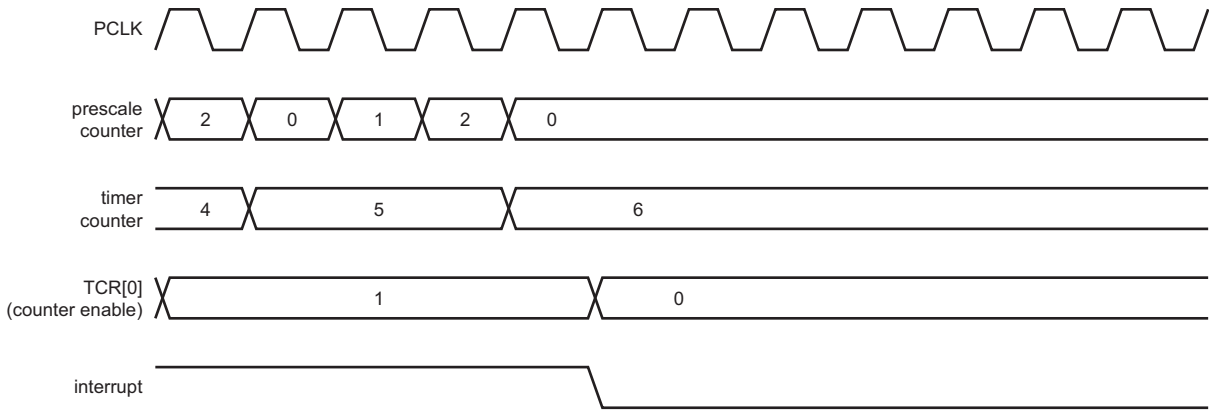 PCLK
prescale
counter
2 0 1 2 0
timer
counter
4 5 6
TCR[0]
(counter enable)
1 0
interrupt